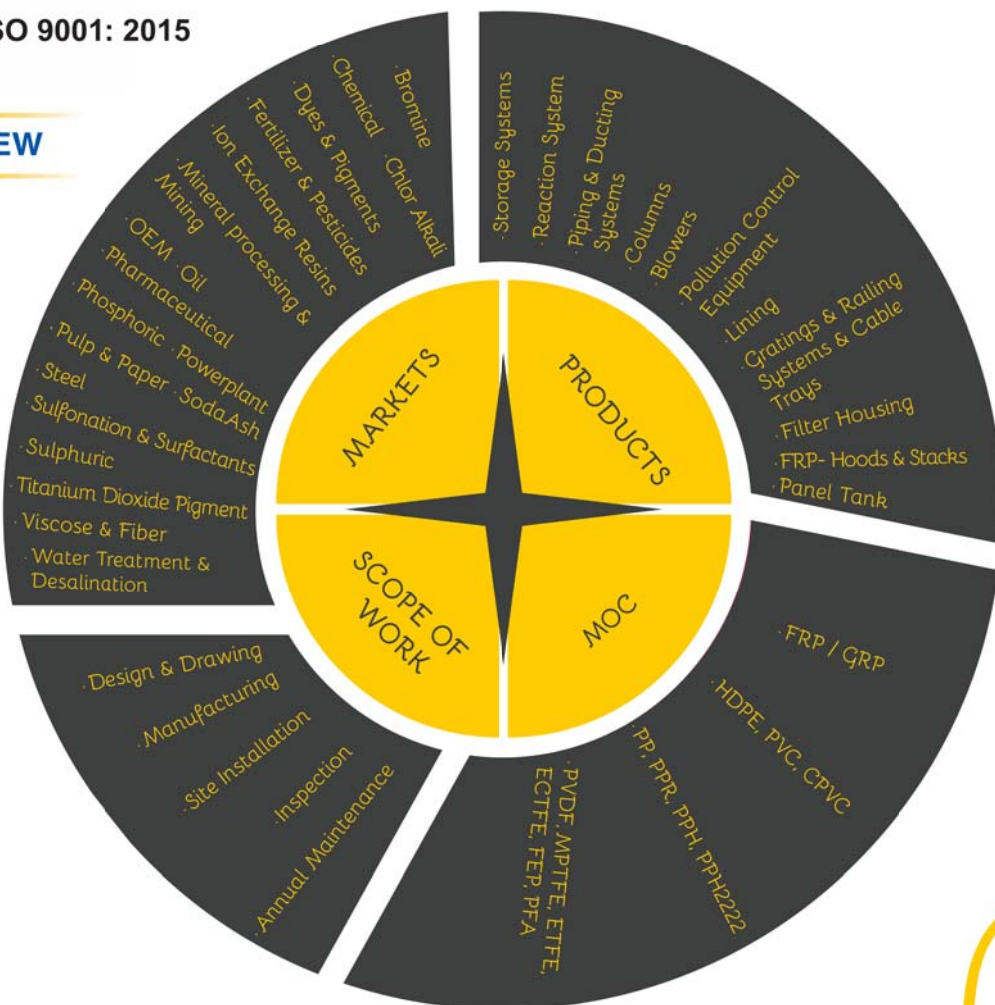 SO 9001: 2015
EW
MARKETS
·Bromine
·Chemical ·Chlor Alkali
·Dyes & Pigments
·Fertilizer & Pesticides
·Ion Exchange Resins
·Mineral processing &
Mining
·OEM ·Oil
·Pharmaceutical
·Phosphoric ·Powerplant
·Pulp & Paper ·Soda Ash
·Steel
·Sulfonation & Surfactants
·Sulphuric
·Titanium Dioxide Pigment
·Viscose & Fiber
·Water Treatment &
Desalination
PRODUCTS
·Storage Systems
·Reaction System
·Piping & Ducting
Systems
·Columns
·Blowers
·Pollution Control
Equipment
·Lining
·Gratings & Railing
Systems & Cable
Trays
·Filter Housing
·FRP- Hoods & Stacks
·Panel Tank
SCOPE OF
WORK
·Design & Drawing
·Manufacturing
·Site Installation
·Inspection
·Annual Maintenance
MOC
·FRP / GRP
·HDPE, PVC, CPVC
·PP, PPR, PPH, PPH2222
·PVDF, MPTFE, ETFE,
ECTFE, FEP, PFA